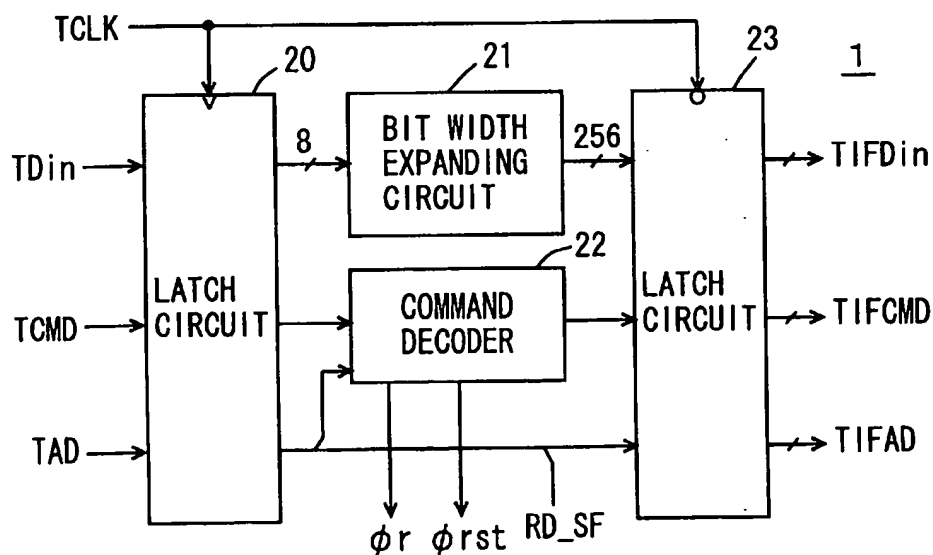 TCLK
20
21
23
1
TDin
8
BIT WIDTH
EXPANDING
CIRCUIT
256
TIFDin
22
LATCH
CIRCUIT
COMMAND
DECODER
LATCH
CIRCUIT
TCMD
TIFCMD
TAD
TIFAD
φr
φrst
RD_SF